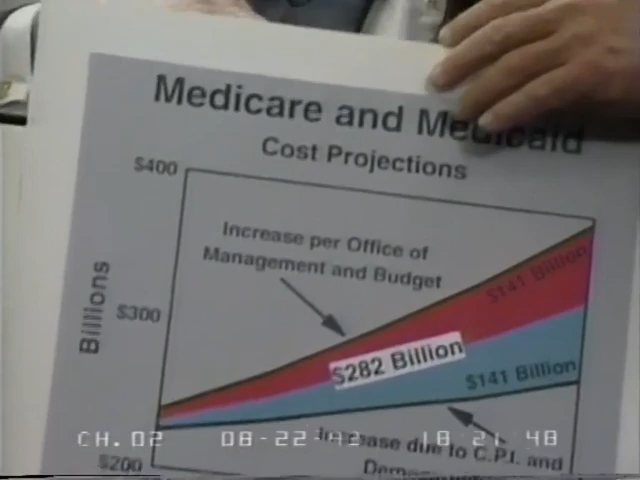 Medicare and Medicaid
Cost Projections
$400
Increase per Office of
Management and Budget
$141 Billion
Billions
$300
$282 Billion
$141 Billion
CH.02 08-22- 18 21 48
Increase due to C.P.I. and
$200